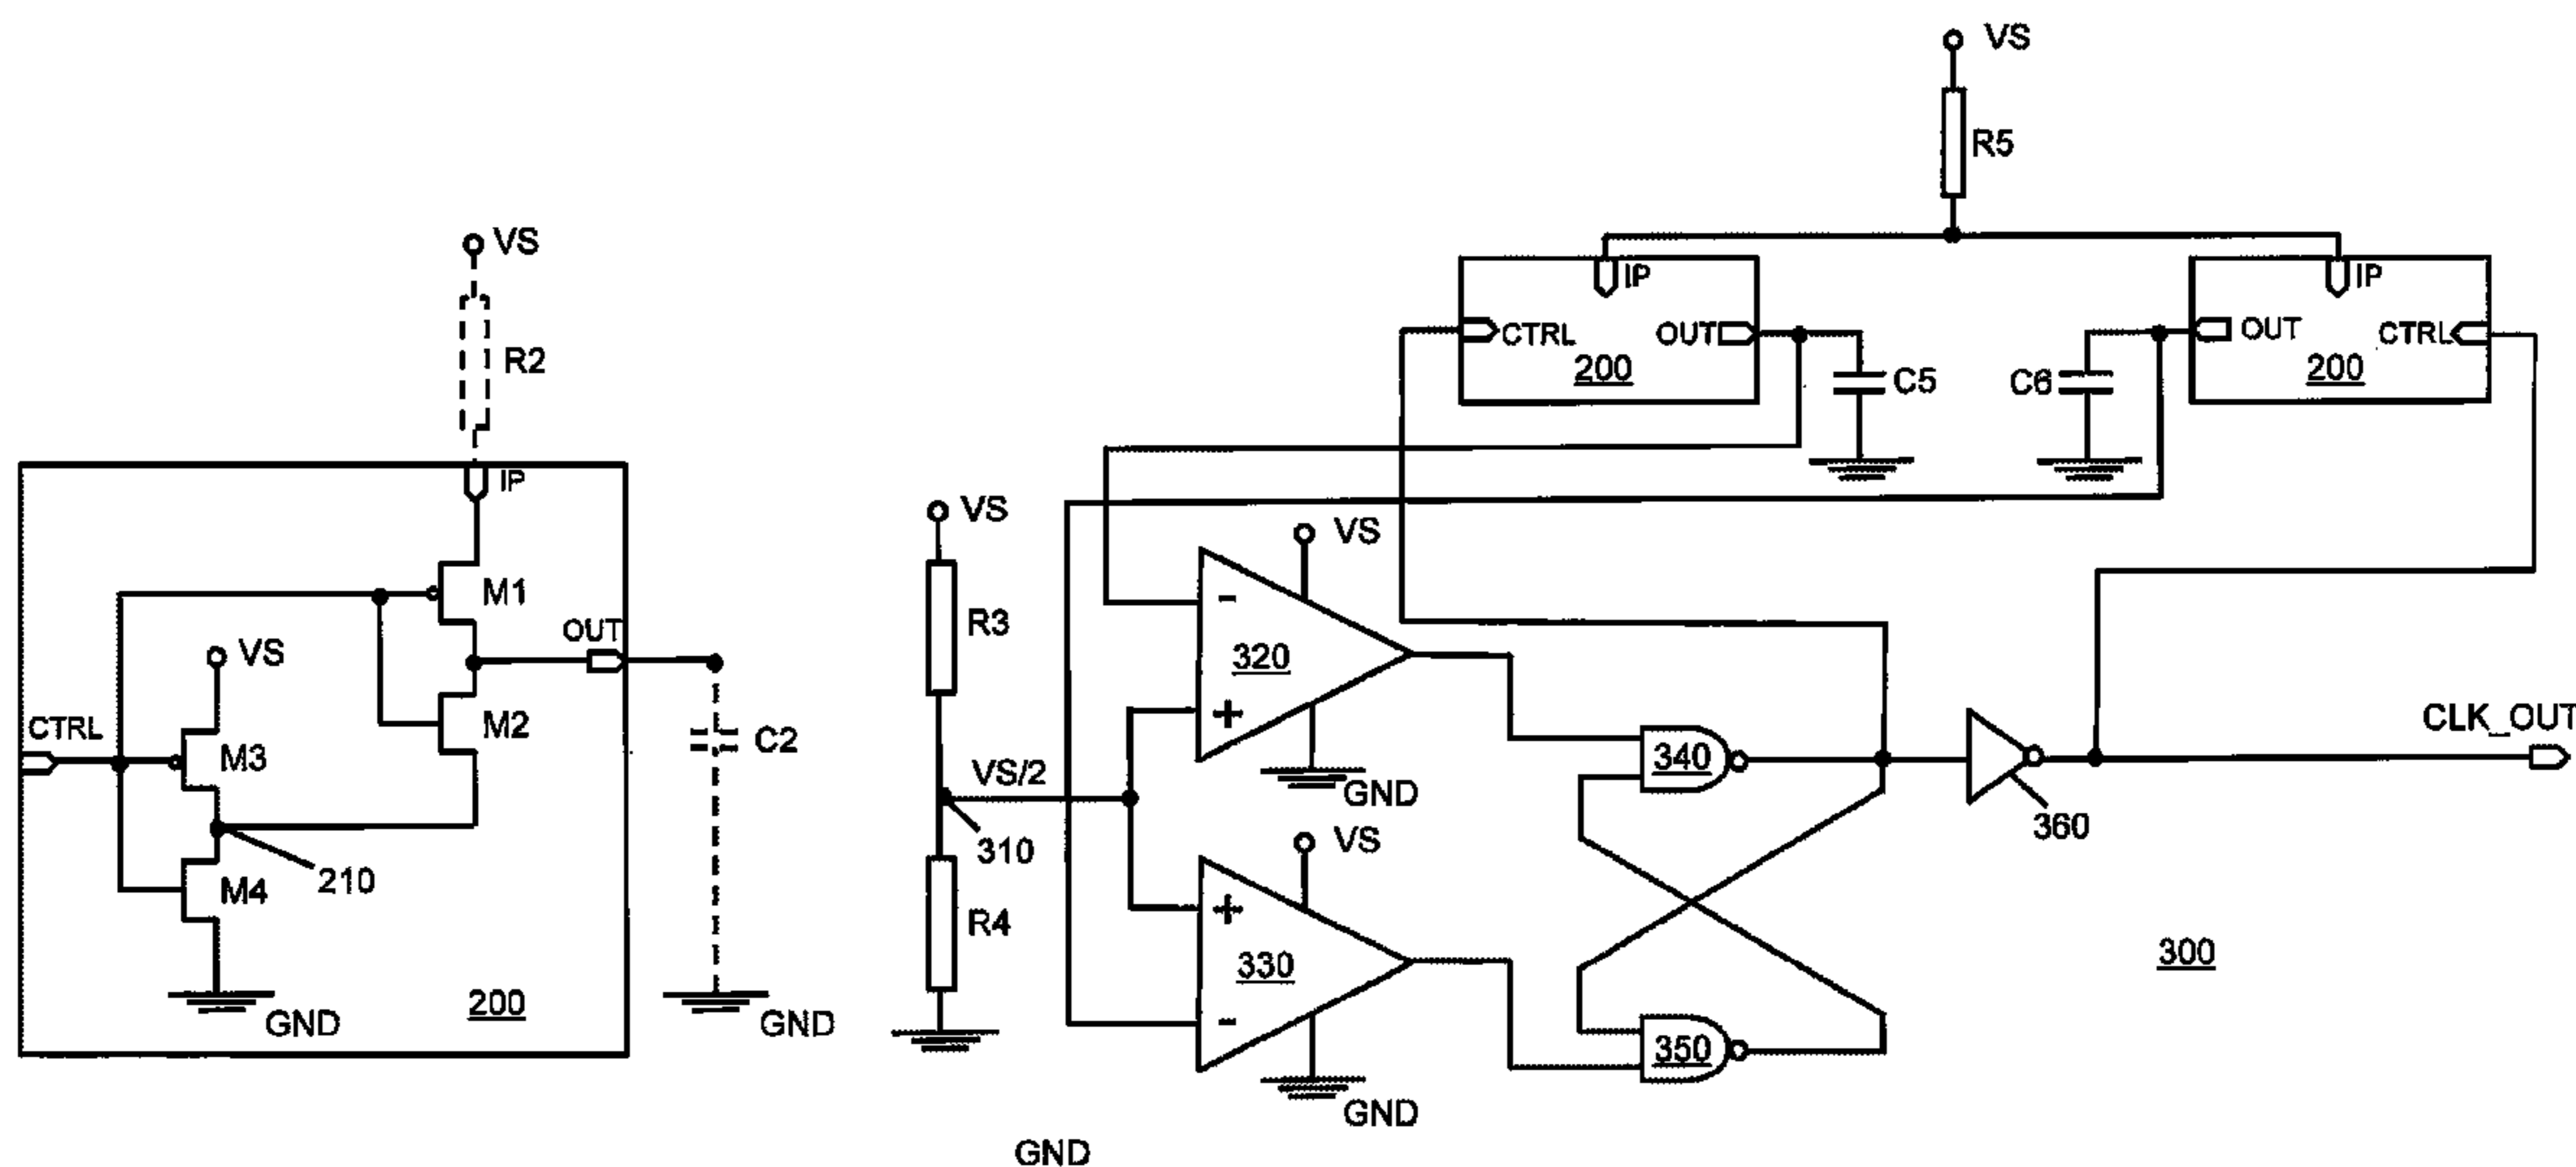 VS
R2
IP
M1
OUT
VS
M2
CTRL
M3
C2
210
M4
200
GND
GND
VS
R5
IP
IP
CTRL
OUT
200
C5
C6
OUT
CTRL
200
VS
VS
R3
-
320
+
VS/2
GND
310
VS
340
CLK_OUT
360
R4
+
330
-
350
300
GND
GND